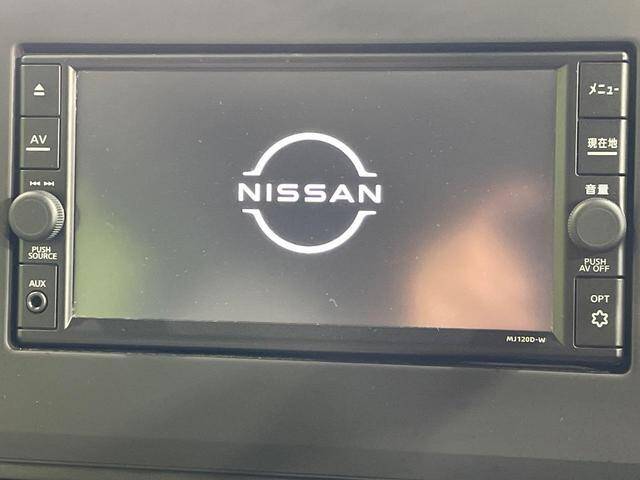 メニュー
AV
現在地
NISSAN
音量
PUSH
SOURCE
PUSH
AV OFF
AUX
OPT
MJ120D-W